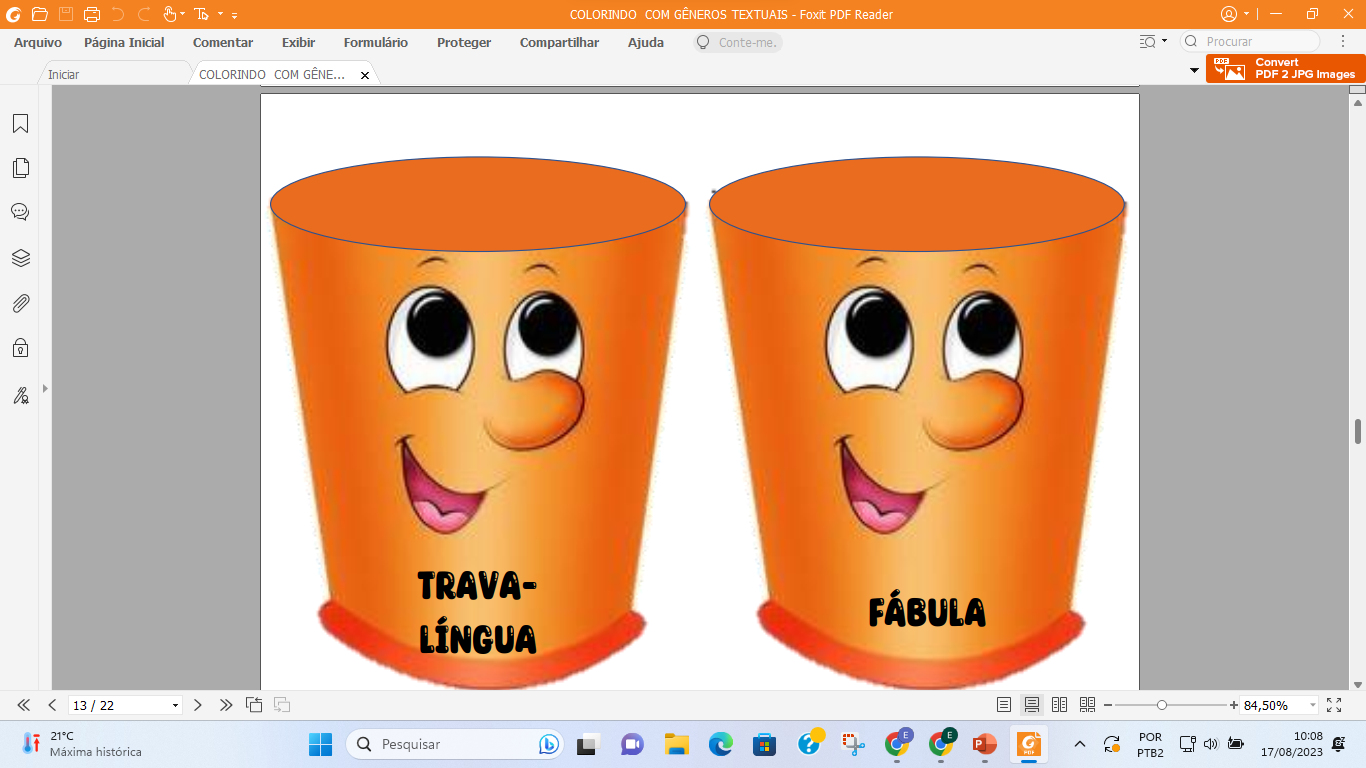 COLORINDO COM GÊNEROS TEXTUAIS - Foxit PDF Reader
Arquivo Página Inicial Comentar Exibir Formulário Proteger Compartilhar Ajuda Conte-me. Procurar
Iniciar COLORINDO COM GÊNE... PDF Convert
PDF 2 JPG Images
TRAVA-
LÍNGUA
FÁBULA
13 / 22 84,50%
21°C
Máxima histórica
Pesquisar
POR
PTB2
10:08
17/08/2023